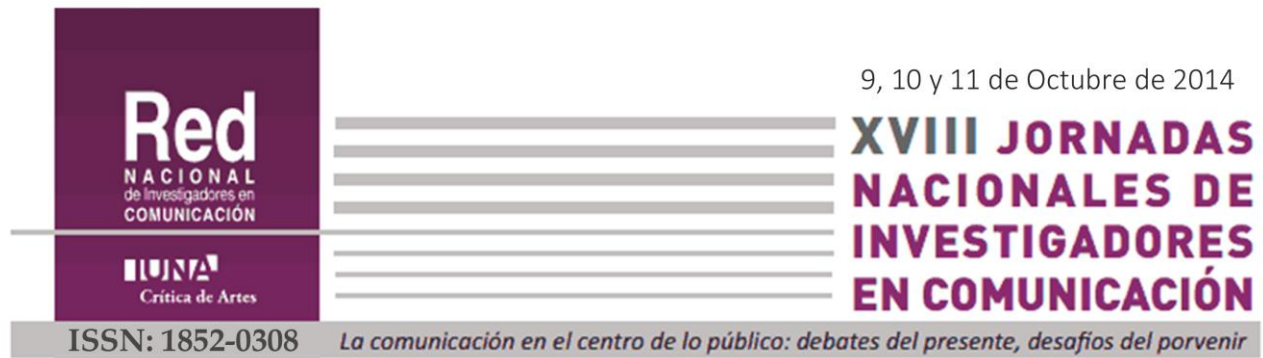 Red
NACIONAL
de Investigadores en
COMUNICACIÓN
IUNA
Crítica de Artes
9, 10 y 11 de Octubre de 2014
XVIII JORNADAS
NACIONALES DE
INVESTIGADORES
EN COMUNICACIÓN
ISSN: 1852-0308
La comunicación en el centro de lo público: debates del presente, desafíos del porvenir